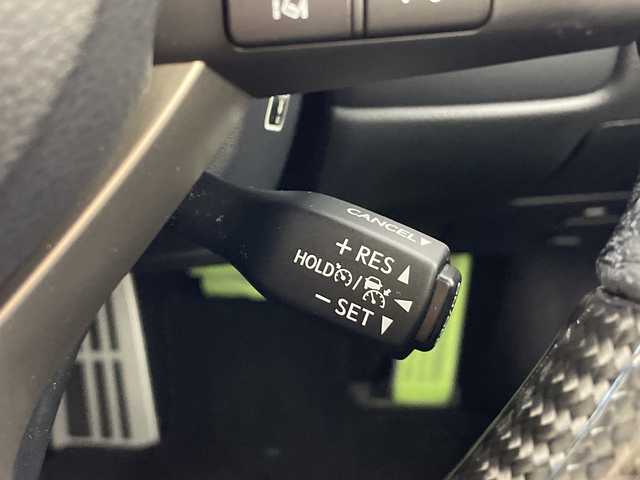 CANCEL▼
+ RES ▲
HOLD /
− SET ▼